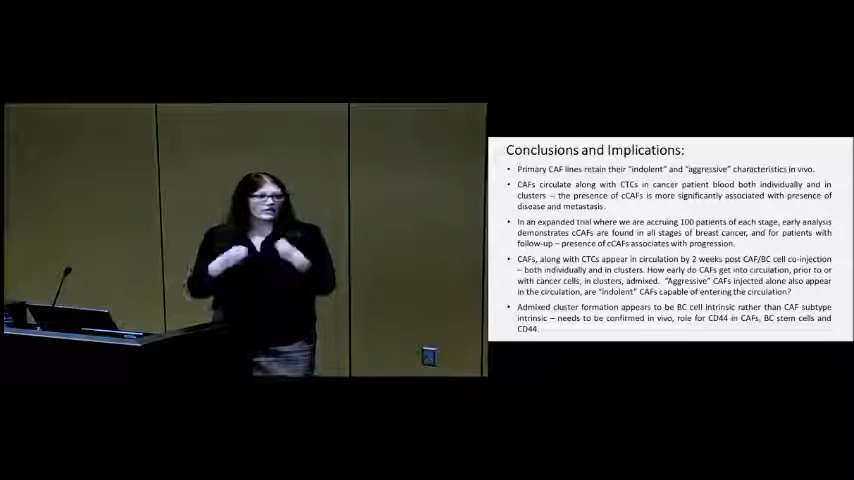 Conclusions and Implications:
• Primary CAF lines retain their "indolent" and "aggressive" characteristics in vivo.
• CAFs circulate along with CTCs in cancer patient blood both individually and in
clusters – the presence of cCAFs is more significantly associated with presence of
disease and metastasis.
• In an expanded trial where we are accruing 100 patients of each stage, early analysis
demonstrates cCAFs are found in all stages of breast cancer, and for patients with
follow-up – presence of cCAFs associates with progression.
• CAFs, along with CTCs appear in circulation by 2 weeks post CAF/BC cell co-injection
– both individually and in clusters. How early do CAFs get into circulation, prior to or
with cancer cells, in clusters, admixed. "Aggressive" CAFs injected alone also appear
in the circulation, are "indolent" CAFs capable of entering the circulation?
• Admixed cluster formation appears to be BC cell intrinsic rather than CAF subtype
intrinsic – needs to be confirmed in vivo, role for CD44 in CAFs, BC stem cells and
CD44.